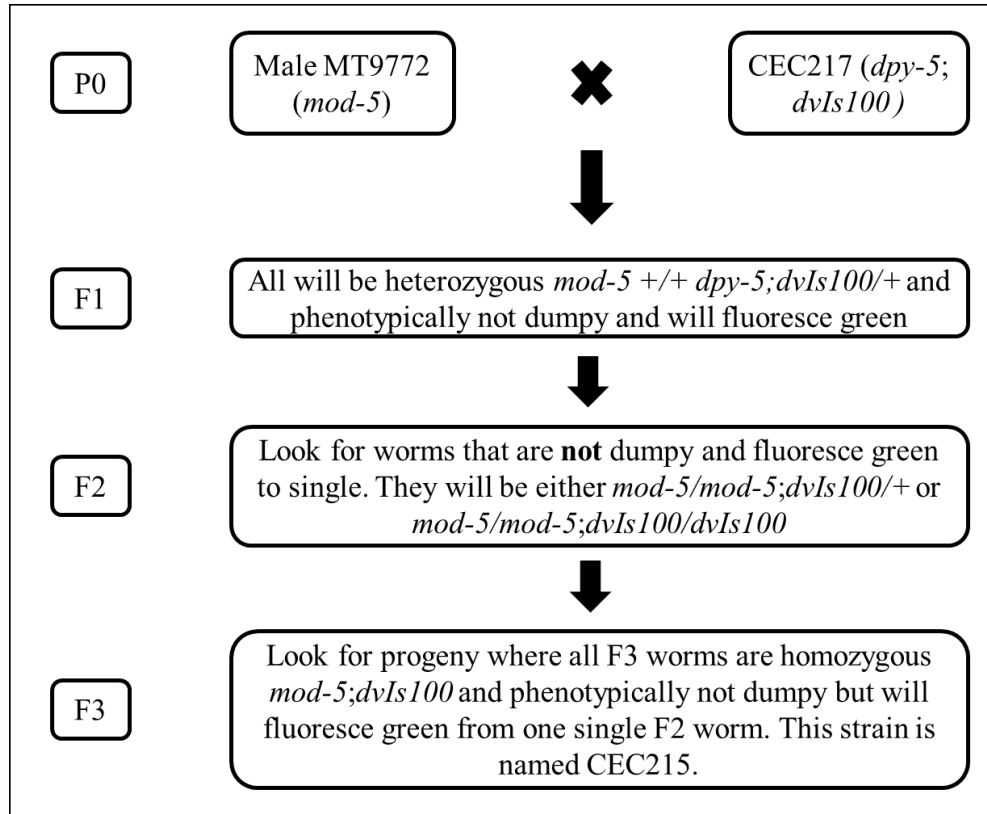 P0
Male MT9772
(mod-5)
CEC217 (dpy-5;
dvIs100 )
F1
All will be heterozygous mod-5 +/+ dpy-5;dvIs100/+ and
phenotypically not dumpy and will fluoresce green
F2
Look for worms that are not dumpy and fluoresce green
to single. They will be either mod-5/mod-5;dvIs100/+ or
mod-5/mod-5;dvIs100/dvIs100
F3
Look for progeny where all F3 worms are homozygous
mod-5;dvIs100 and phenotypically not dumpy but will
fluoresce green from one single F2 worm. This strain is
named CEC215.